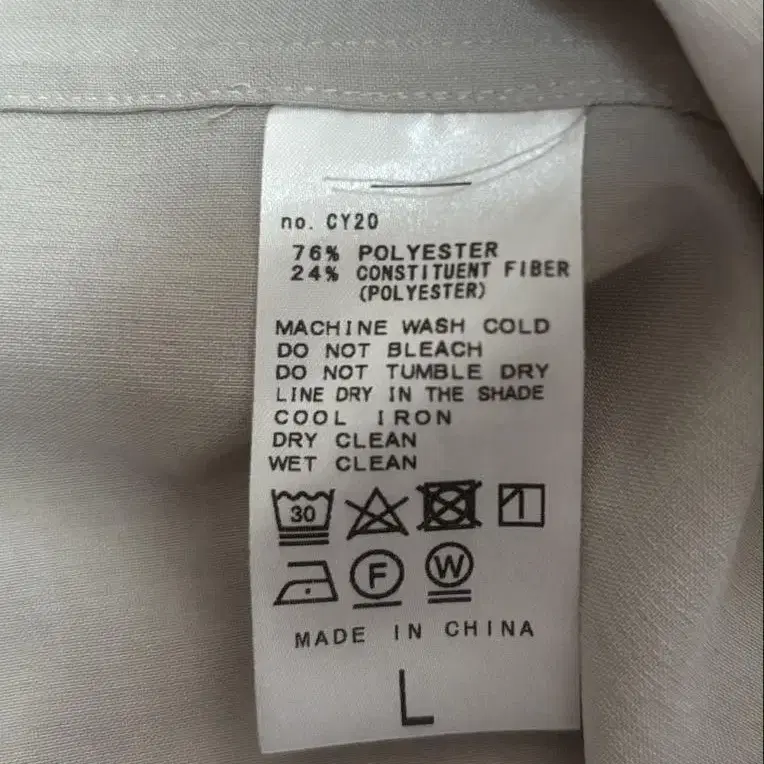 no. CY20
76% POLYESTER
24% CONSTITUENT FIBER
(POLYESTER)
MACHINE WASH COLD
DO NOT BLEACH
DO NOT TUMBLE DRY
LINE DRY IN THE SHADE
COOL IRON
DRY CLEAN
WET CLEAN
30
F W
MADE IN CHINA
L